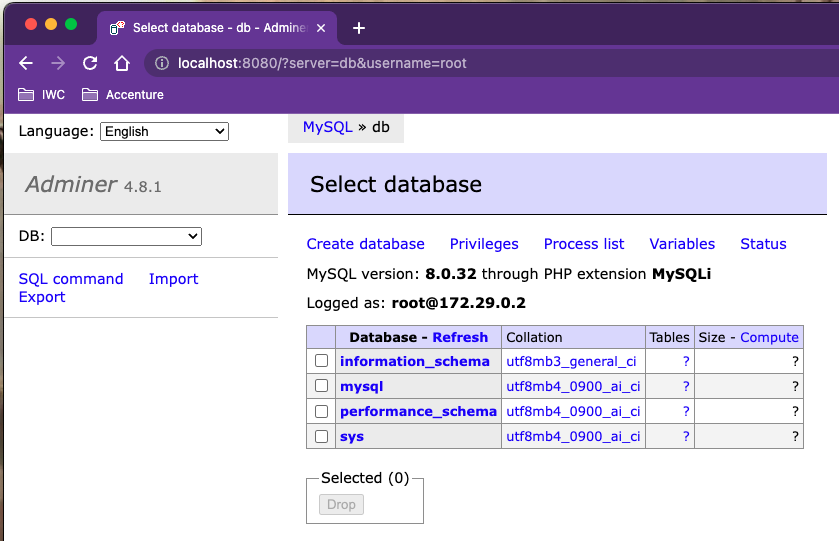 Select database - db - Admine
localhost:8080/?server=db&username=root
IWC Accenture
Language: English
MySQL » db
Adminer 4.8.1
Select database
DB:
SQL command Import
Export
Create database Privileges Process list Variables Status
MySQL version: 8.0.32 through PHP extension MySQLi
Logged as: root@172.29.0.2
Database - Refresh Collation Tables Size - Compute
information_schema utf8mb3_general_ci ? ?
mysql utf8mb4_0900_ai_ci ? ?
performance_schema utf8mb4_0900_ai_ci ? ?
sys utf8mb4_0900_ai_ci ? ?
Selected (0)
Drop